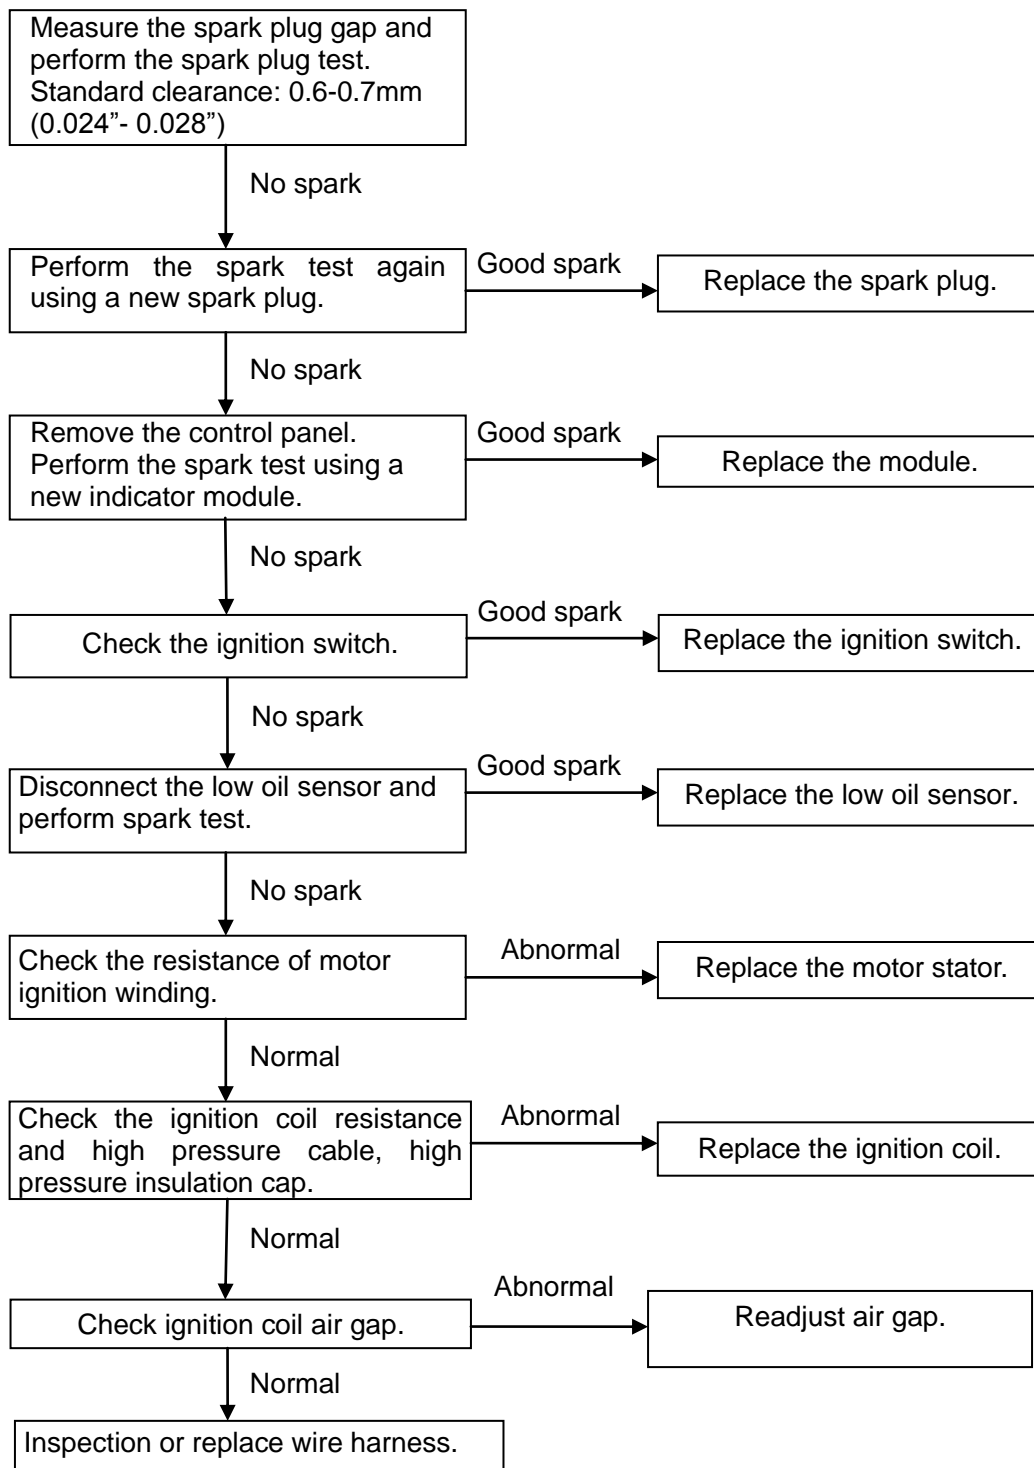 Measure the spark plug gap and
perform the spark plug test.
Standard clearance: 0.6-0.7mm
(0.024”- 0.028”)
No spark
Perform the spark test again
using a new spark plug.
Good spark
Replace the spark plug.
No spark
Remove the control panel.
Perform the spark test using a
new indicator module.
Good spark
Replace the module.
No spark
Check the ignition switch.
Good spark
Replace the ignition switch.
No spark
Disconnect the low oil sensor and
perform spark test.
Good spark
Replace the low oil sensor.
No spark
Check the resistance of motor
ignition winding.
Abnormal
Replace the motor stator.
Normal
Check the ignition coil resistance
and high pressure cable, high
pressure insulation cap.
Abnormal
Replace the ignition coil.
Normal
Check ignition coil air gap.
Abnormal
Readjust air gap.
Normal
Inspection or replace wire harness.